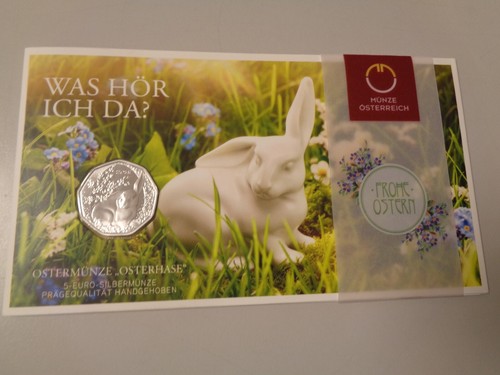 WAS HÖR
ICH DA?
MÜNZE
ÖSTERREICH
FROHE
OSTERN
OSTERMÜNZE „OSTERHASE“
5-EURO-SILBERMÜNZE
PRÄGEQUALITÄT HANDGEHOBEN